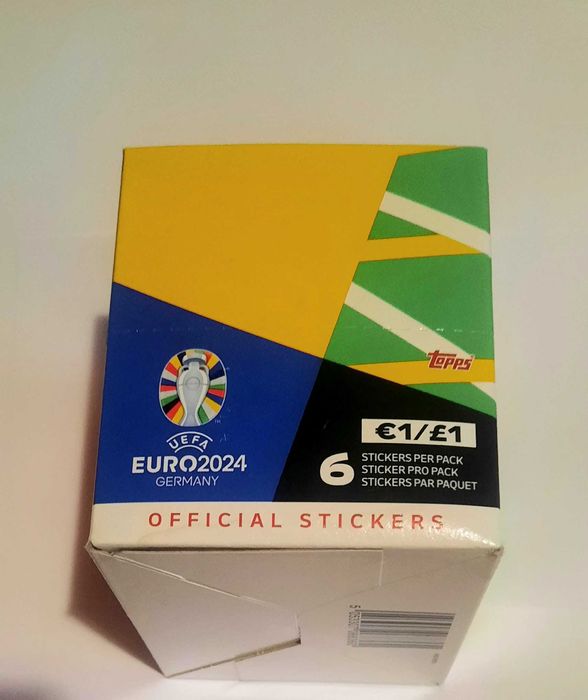 Topps
€1/£1
6
STICKERS PER PACK
STICKER PRO PACK
STICKERS PAR PAQUET
UEFA
EURO2024
GERMANY
OFFICIAL STICKERS